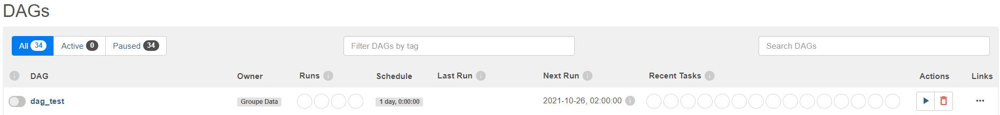 DAGs
All 34 Active 0 Paused 34 Filter DAGs by tag Search DAGs
i DAG Owner Runs i Schedule Last Run i Next Run i Recent Tasks i Actions Links
dag_test Groupe Data 1 day, 0:00:00 2021-10-26, 02:00:00 i ...